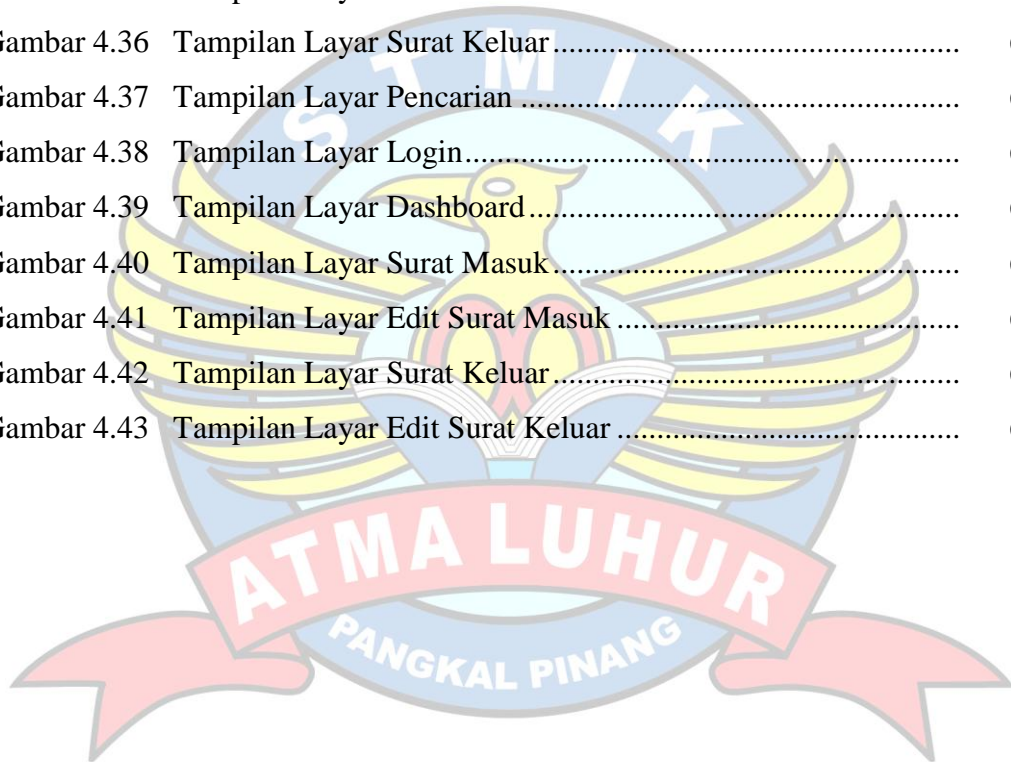 Gambar 4.36 Tampilan Layar Surat Keluar...................................................
Gambar 4.37 Tampilan Layar Pencarian.......................................................
Gambar 4.38 Tampilan Layar Login..............................................................
Gambar 4.39 Tampilan Layar Dashboard......................................................
Gambar 4.40 Tampilan Layar Surat Masuk...................................................
Gambar 4.41 Tampilan Layar Edit Surat Masuk...........................................
Gambar 4.42 Tampilan Layar Surat Keluar...................................................
Gambar 4.43 Tampilan Layar Edit Surat Keluar...........................................
STMIK
ATMA LUHUR
PANGKAL PINANG